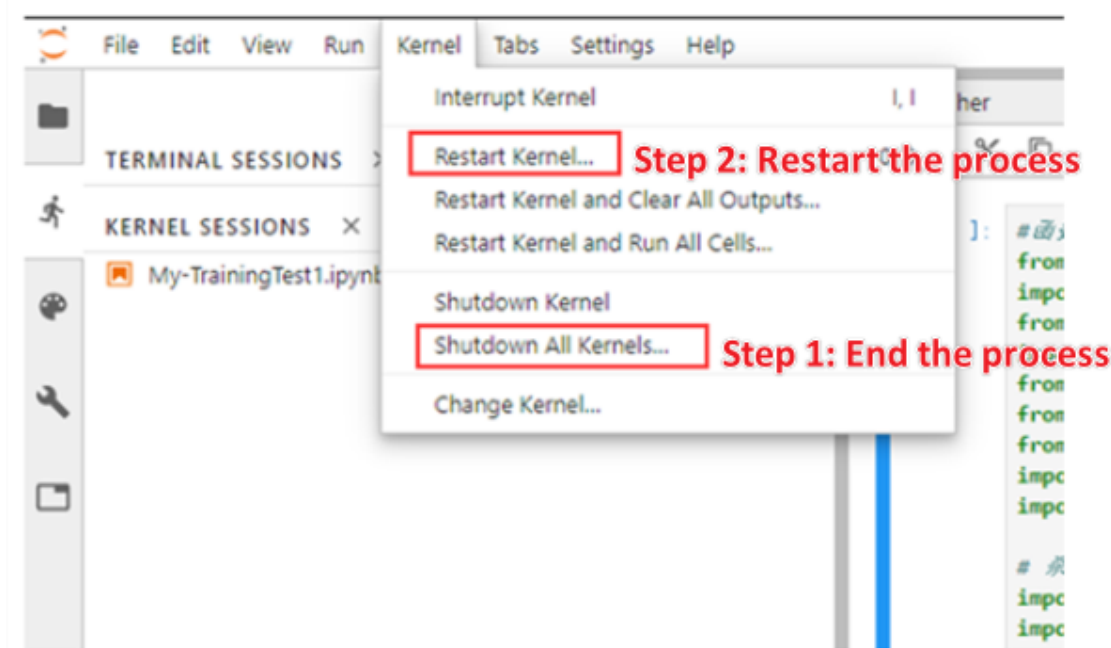 File Edit View Run Kernel Tabs Settings Help
Interrupt Kernel I, I
her
TERMINAL SESSIONS
Restart Kernel...
Step 2: Restart the process
Restart Kernel and Clear All Outputs...
KERNEL SESSIONS
]:
Restart Kernel and Run All Cells...
My-TrainingTest1.ipynb
from
impo
from
Shutdown Kernel
Shutdown All Kernels...
Step 1: End the process
from
from
from
Change Kernel...
impo
impo
#
impo
impo